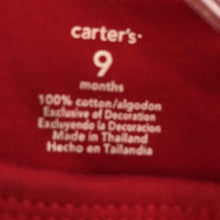 carter's
9
months
100% cotton/algodon
Exclusive of Decoration
Excluyendo la Decoracion
Made in Thailand
Hecho en Tailandia